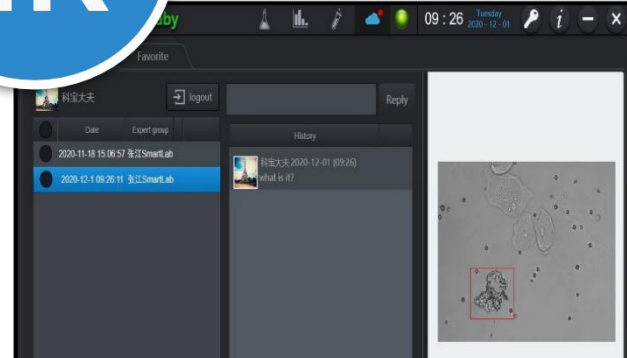 by
09 : 26 Tuesday 2020 - 12 - 01
Favorite
科宝大夫
logout
Reply
Date Expert group
History
2020-11-18 15:06:57 张江SmartLab
2020-12-1 09:26:11 张江SmartLab
科宝大夫 2020-12-01 (09:26)
what is it?